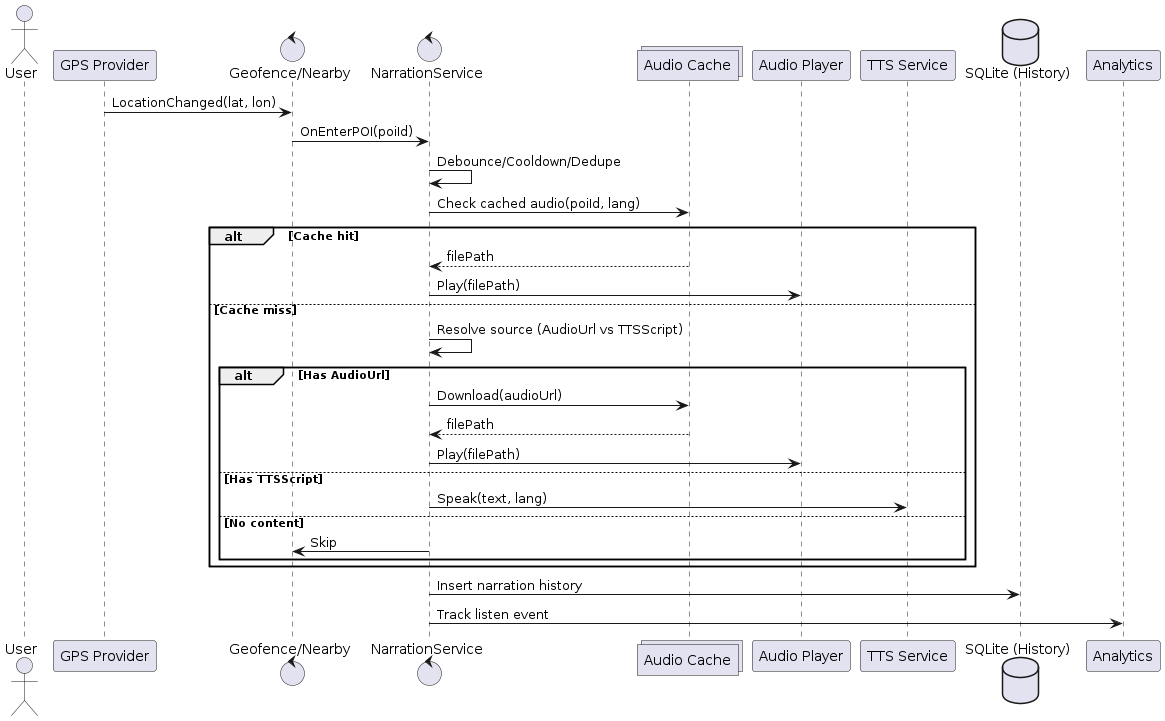 User
GPS Provider
Geofence/Nearby
NarrationService
Audio Cache
Audio Player
TTS Service
SQLite (History)
Analytics
LocationChanged(lat, lon)
OnEnterPOI(poiId)
Debounce/Cooldown/Dedupe
Check cached audio(poiId, lang)
alt [Cache hit]
filePath
Play(filePath)
[Cache miss]
Resolve source (AudioUrl vs TTSScript)
alt [Has AudioUrl]
Download(audioUrl)
filePath
Play(filePath)
[Has TTSScript]
Speak(text, lang)
[No content]
Skip
Insert narration history
Track listen event
User
GPS Provider
Geofence/Nearby
NarrationService
Audio Cache
Audio Player
TTS Service
SQLite (History)
Analytics